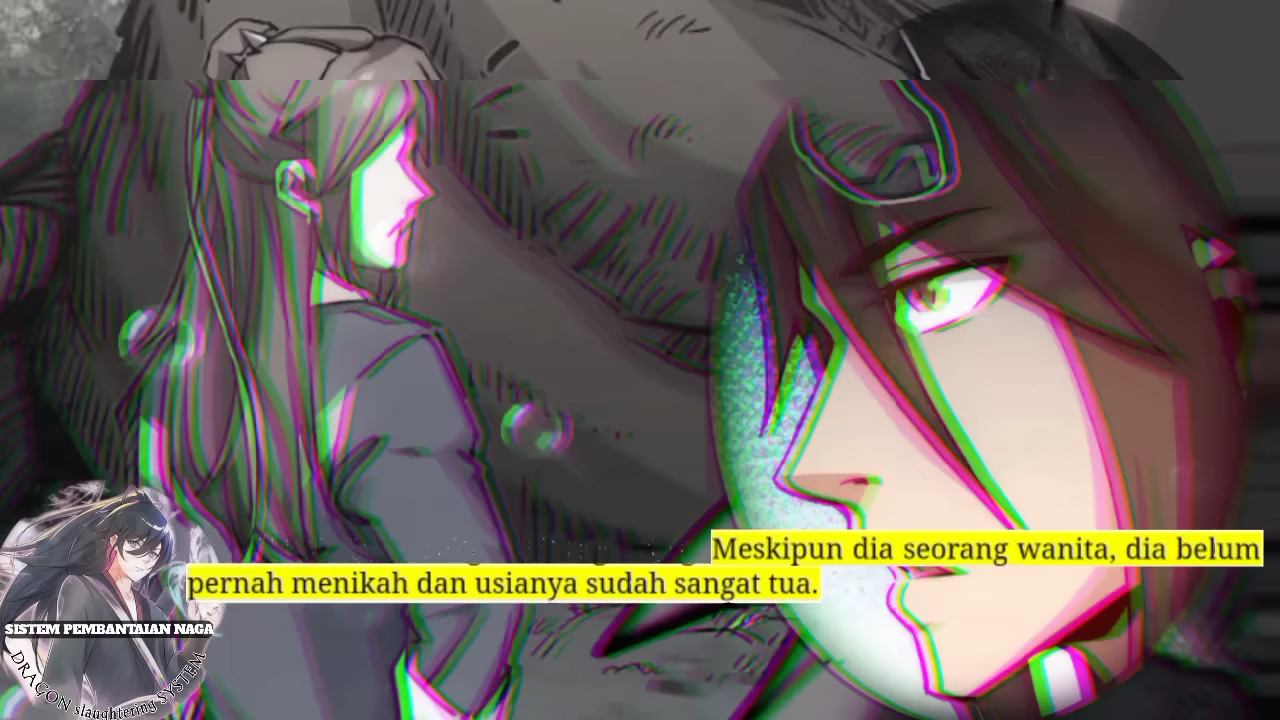 Meskipun dia seorang wanita, dia belum
pernah menikah dan usianya sudah sangat tua.
SISTEM PEMBANTAIAN NAGA
DRAGON slaughtering SYSTEM